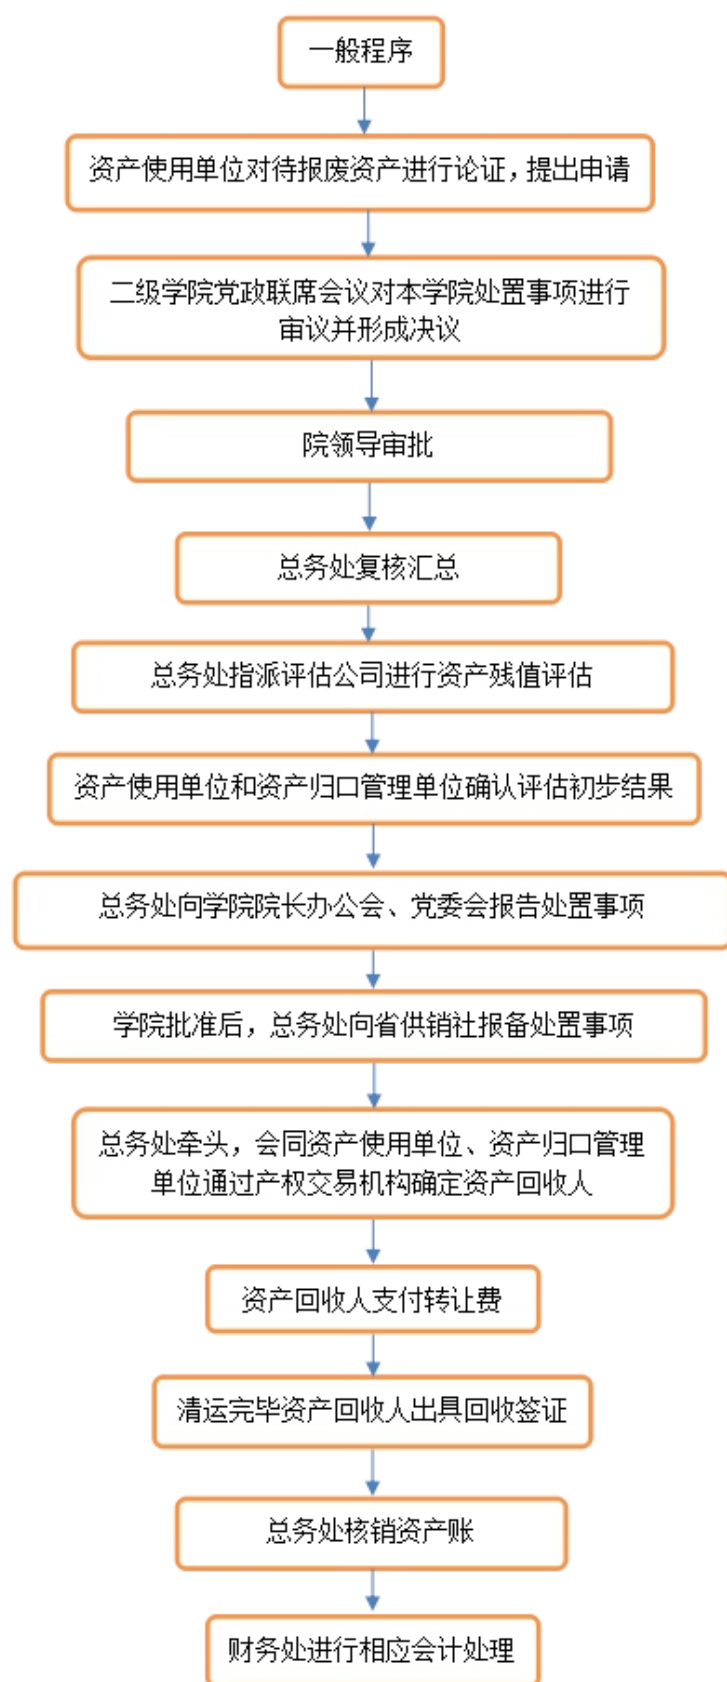 一般程序
资产使用单位对待报废资产进行论证，提出申请
二级学院党政联席会议对本学院处置事项进行
审议并形成决议
院领导审批
总务处复核汇总
总务处指派评估公司进行资产残值评估
资产使用单位和资产归口管理单位确认评估初步结果
总务处向学院院长办公会、党委会报告处置事项
学院批准后，总务处向省供销社报备处置事项
总务处牵头，会同资产使用单位、资产归口管理
单位通过产权交易机构确定资产回收人
资产回收人支付转让费
清运完毕资产回收人出具回收签证
总务处核销资产账
财务处进行相应会计处理